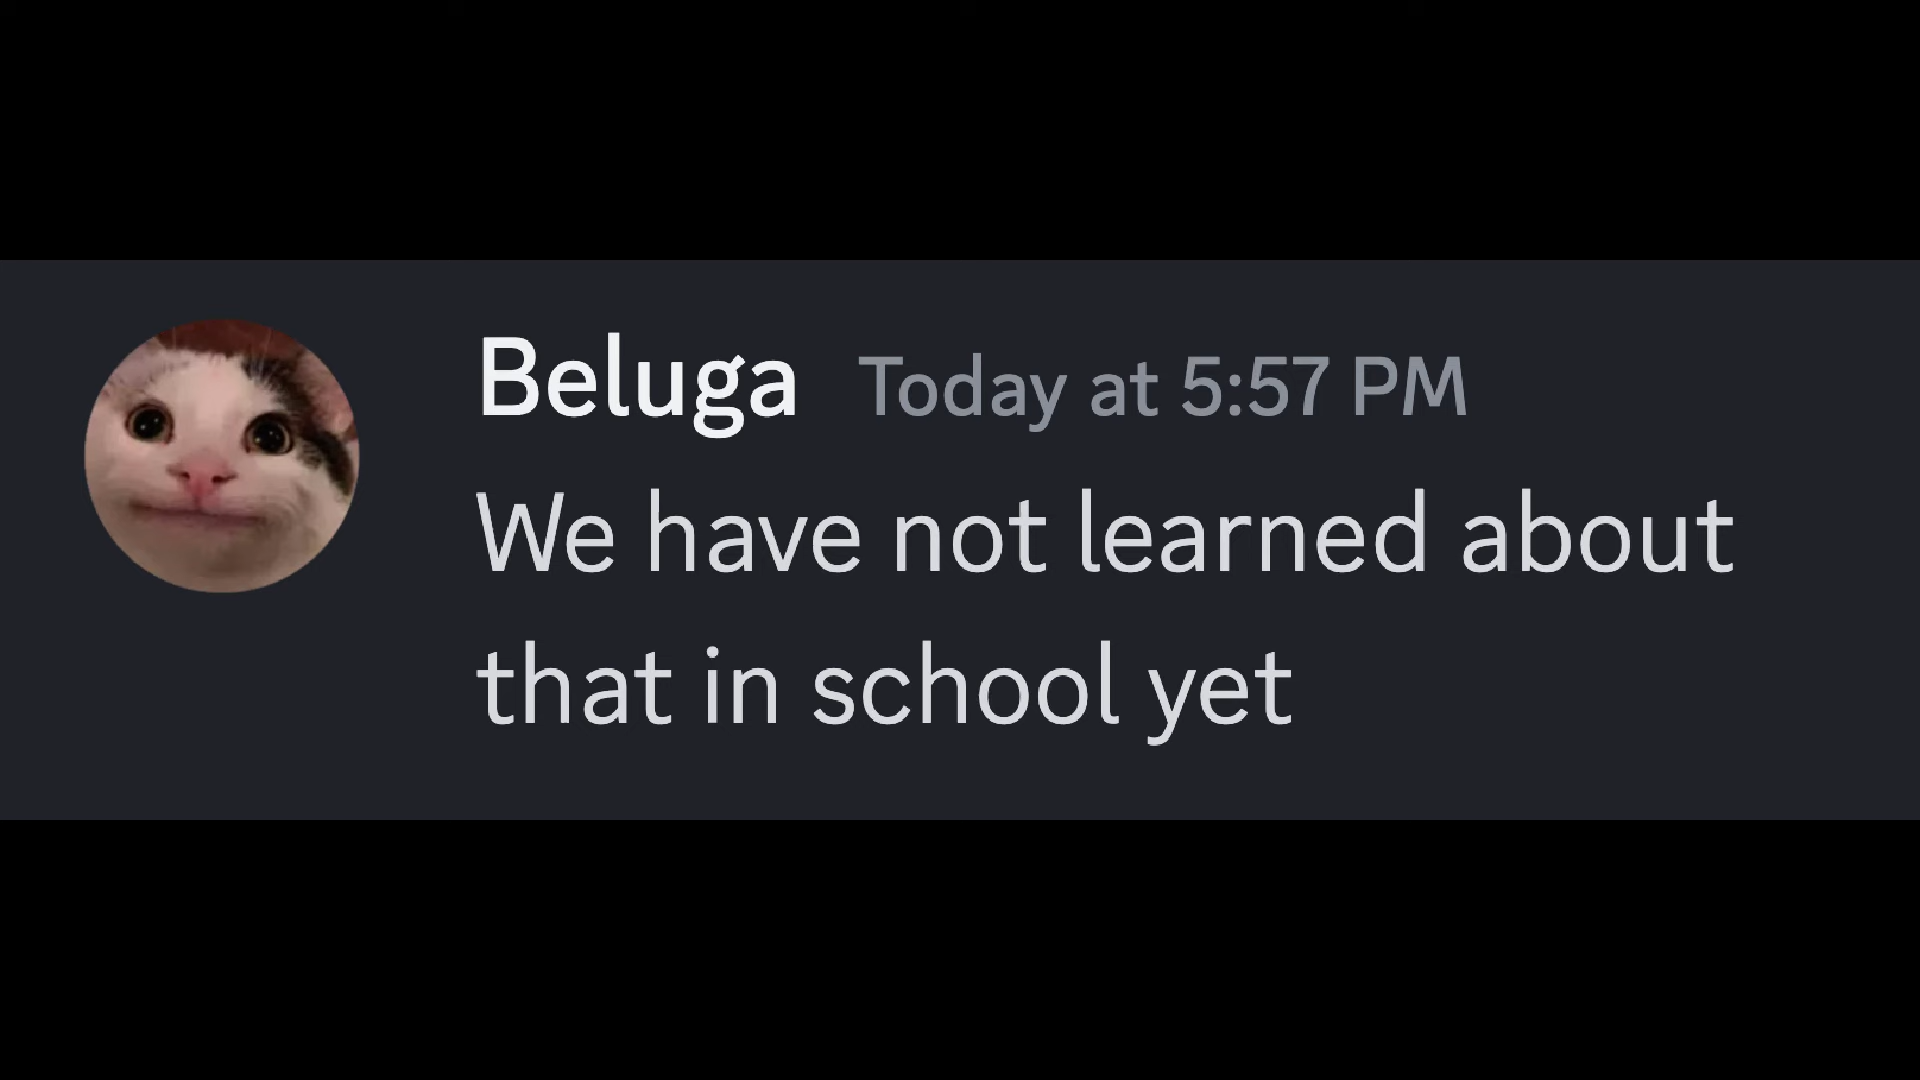 Beluga Today at 5:57 PM
We have not learned about
that in school yet